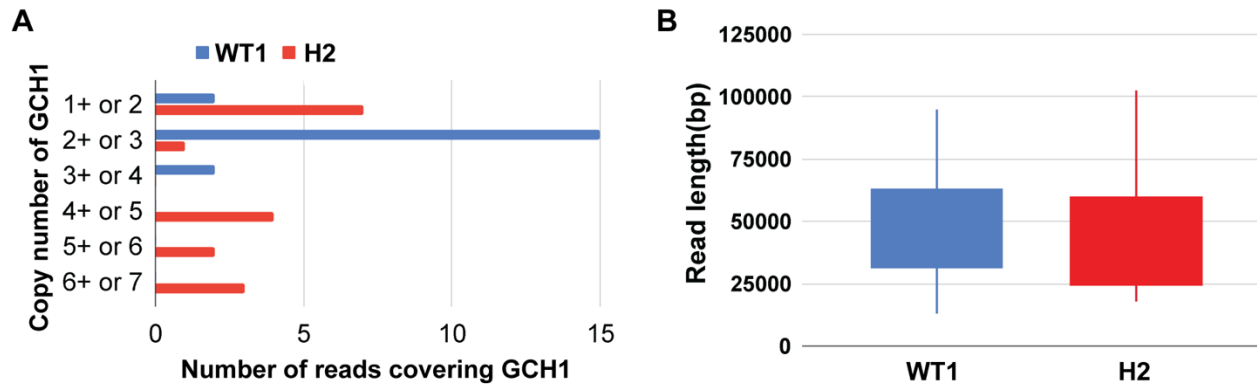 A
WT1 H2
Copy number of GCH1
1+ or 2
2+ or 3
3+ or 4
4+ or 5
5+ or 6
6+ or 7
0 5 10 15
Number of reads covering GCH1
B
Read length(bp)
125000
100000
75000
50000
25000
0
WT1 H2